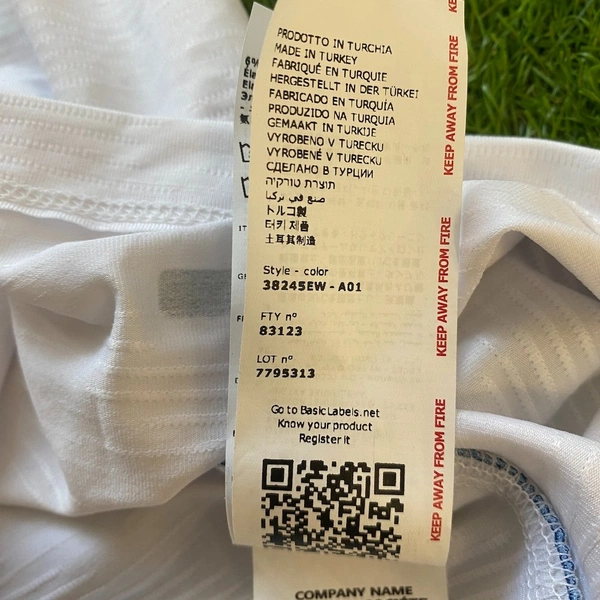 PRODOTTO IN TURCHIA
MADE IN TURKEY
FABRIQUÉ EN TURQUIE
HERGESTELLT IN DER TÜRKEI
FABRICADO EN TURQUÍA
PRODUZIDO NA TURQUIA
GEMAAKT IN TURKIJE
VYROBENO V TURECKU
VYROBENÉ V TURECKU
СДЕЛАНО В ТУРЦИИ
תוצרת טורקיה
صنع في تركيا
トルコ製
터키 제품
土耳其制造
Style - color
38245EW - A01
FTY nº
83123
LOT nº
7795313
Go to BasicLabels.net
Know your product
Register it
COMPANY NAME
KEEP AWAY FROM FIRE
KEEP AWAY FROM FIRE
KEEP AWAY FROM FIRE